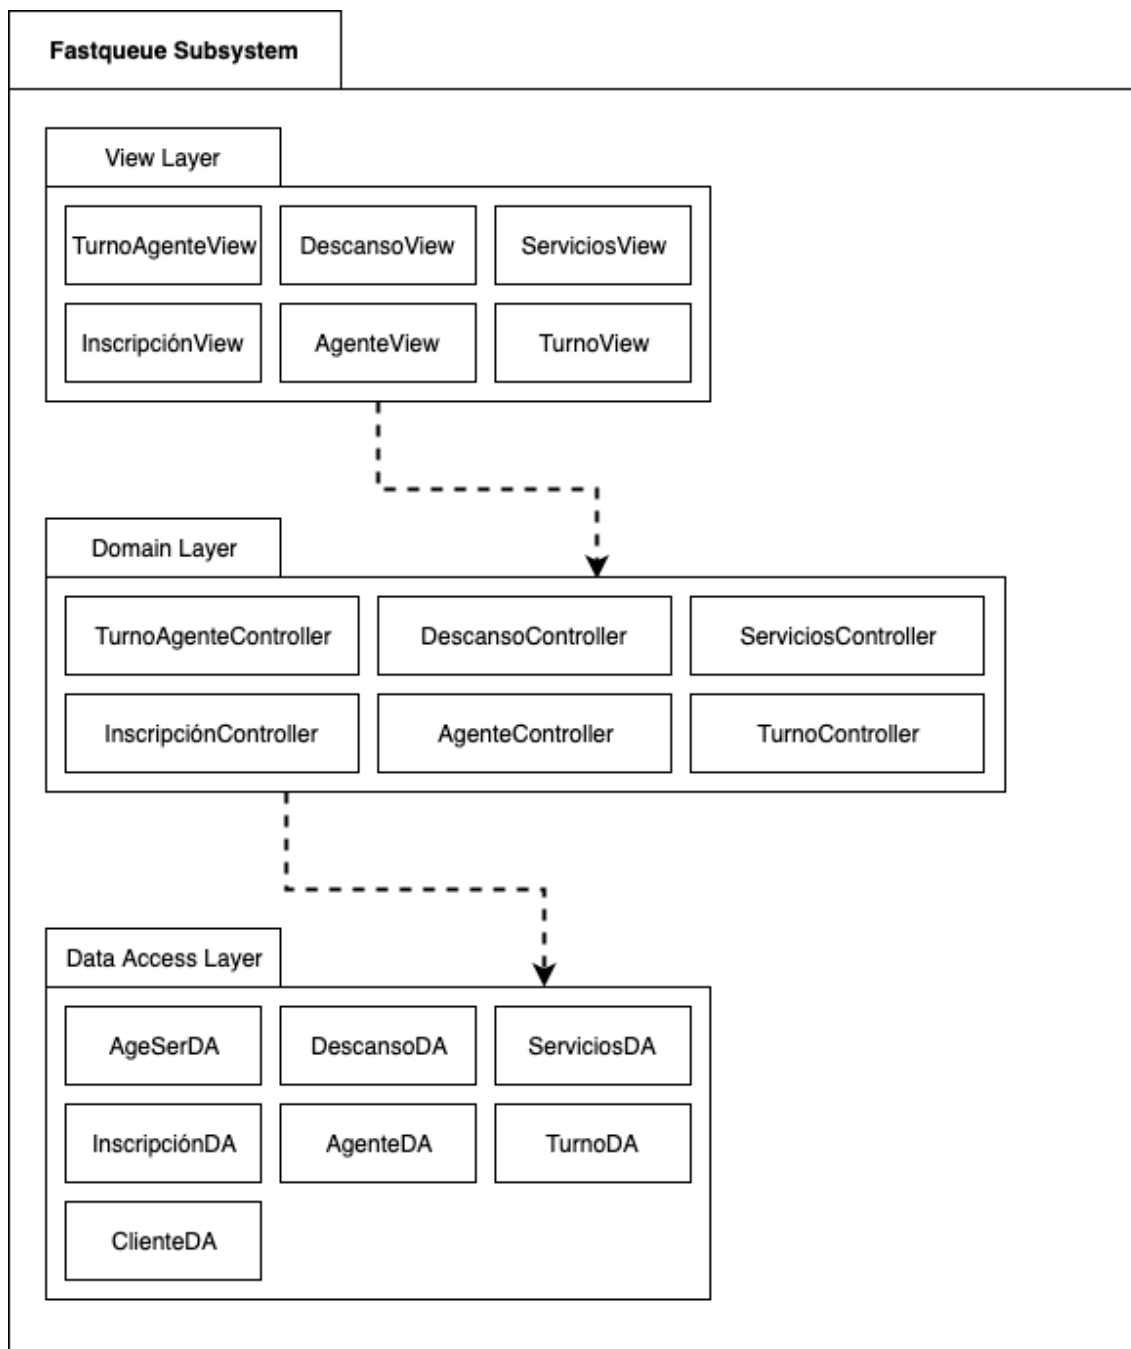 Fastqueue Subsystem
View Layer
TurnoAgenteView
DescansoView
ServiciosView
InscripciónView
AgenteView
TurnoView
Domain Layer
TurnoAgenteController
DescansoController
ServiciosController
InscripciónController
AgenteController
TurnoController
Data Access Layer
AgeSerDA
DescansoDA
ServiciosDA
InscripciónDA
AgenteDA
TurnoDA
ClienteDA